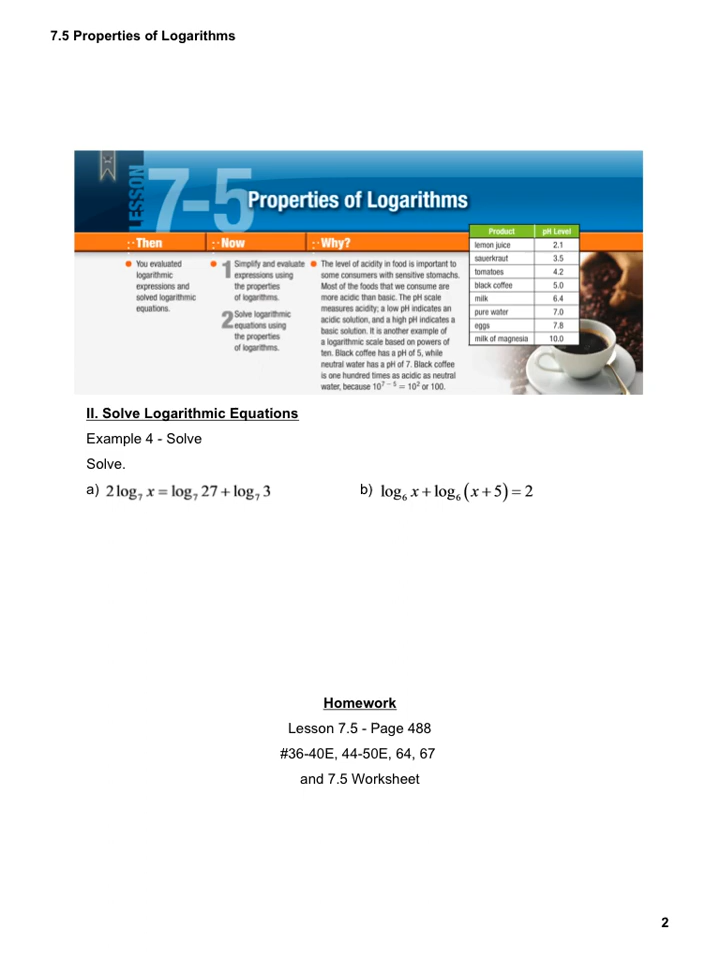 7.5 Properties of Logarithms
LESSON
7-5
Properties of Logarithms
Then
Now
Why?
You evaluated
logarithmic
expressions and
solved logarithmic
equations.
1 Simplify and evaluate
expressions using
the properties
of logarithms.
2 Solve logarithmic
equations using
the properties
of logarithms.
The level of acidity in food is important to
some consumers with sensitive stomachs.
Most of the foods that we consume are
more acidic than basic. The pH scale
measures acidity; a low pH indicates an
acidic solution, and a high pH indicates a
basic solution. It is another example of
a logarithmic scale based on powers of
ten. Black coffee has a pH of 5, while
neutral water has a pH of 7. Black coffee
is one hundred times as acidic as neutral
water, because 10⁷ ⁻ ⁵ = 10² or 100.
Product pH Level
lemon juice 2.1
sauerkraut 3.5
tomatoes 4.2
black coffee 5.0
milk 6.4
pure water 7.0
eggs 7.8
milk of magnesia 10.0
II. Solve Logarithmic Equations
Example 4 - Solve
Solve.
a) 2 log₇ x = log₇ 27 + log₇ 3
b) log₆ x + log₆ (x + 5) = 2
Homework
Lesson 7.5 - Page 488
#36-40E, 44-50E, 64, 67
and 7.5 Worksheet
2